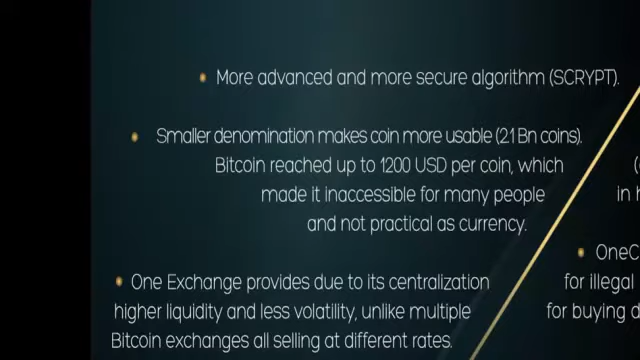 More advanced and more secure algorithm (SCRYPT).
Smaller denomination makes coin more usable (2.1 Bn coins).
Bitcoin reached up to 1200 USD per coin, which
made it inaccessible for many people
in
and not practical as currency.
OneC
One Exchange provides due to its centralization
for illegal
higher liquidity and less volatility, unlike multiple
for buying
Bitcoin exchanges all selling at different rates.